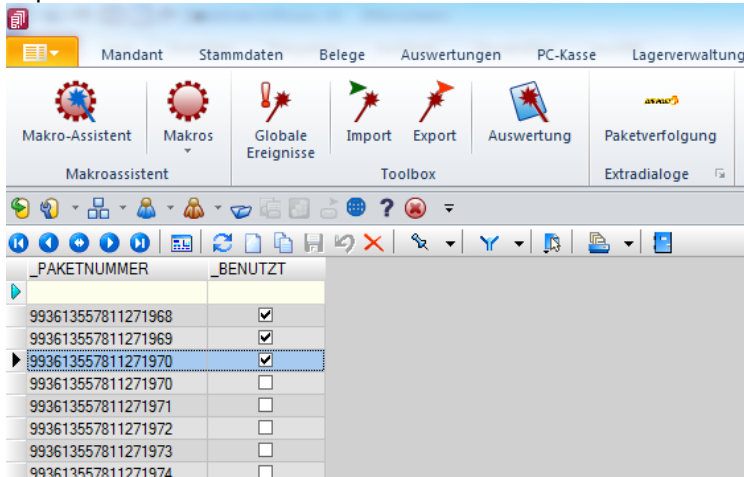 Mandant Stammdaten Belege Auswertungen PC-Kasse Lagerverwaltung
Makro-Assistent Makros Globale Ereignisse Import Export Auswertung Paketverfolgung
Makroassistent Toolbox Extradialoge
_PAKETNUMMER _BENUTZT
993613557811271968
993613557811271969
993613557811271970
993613557811271970
993613557811271971
993613557811271972
993613557811271973
993613557811271974